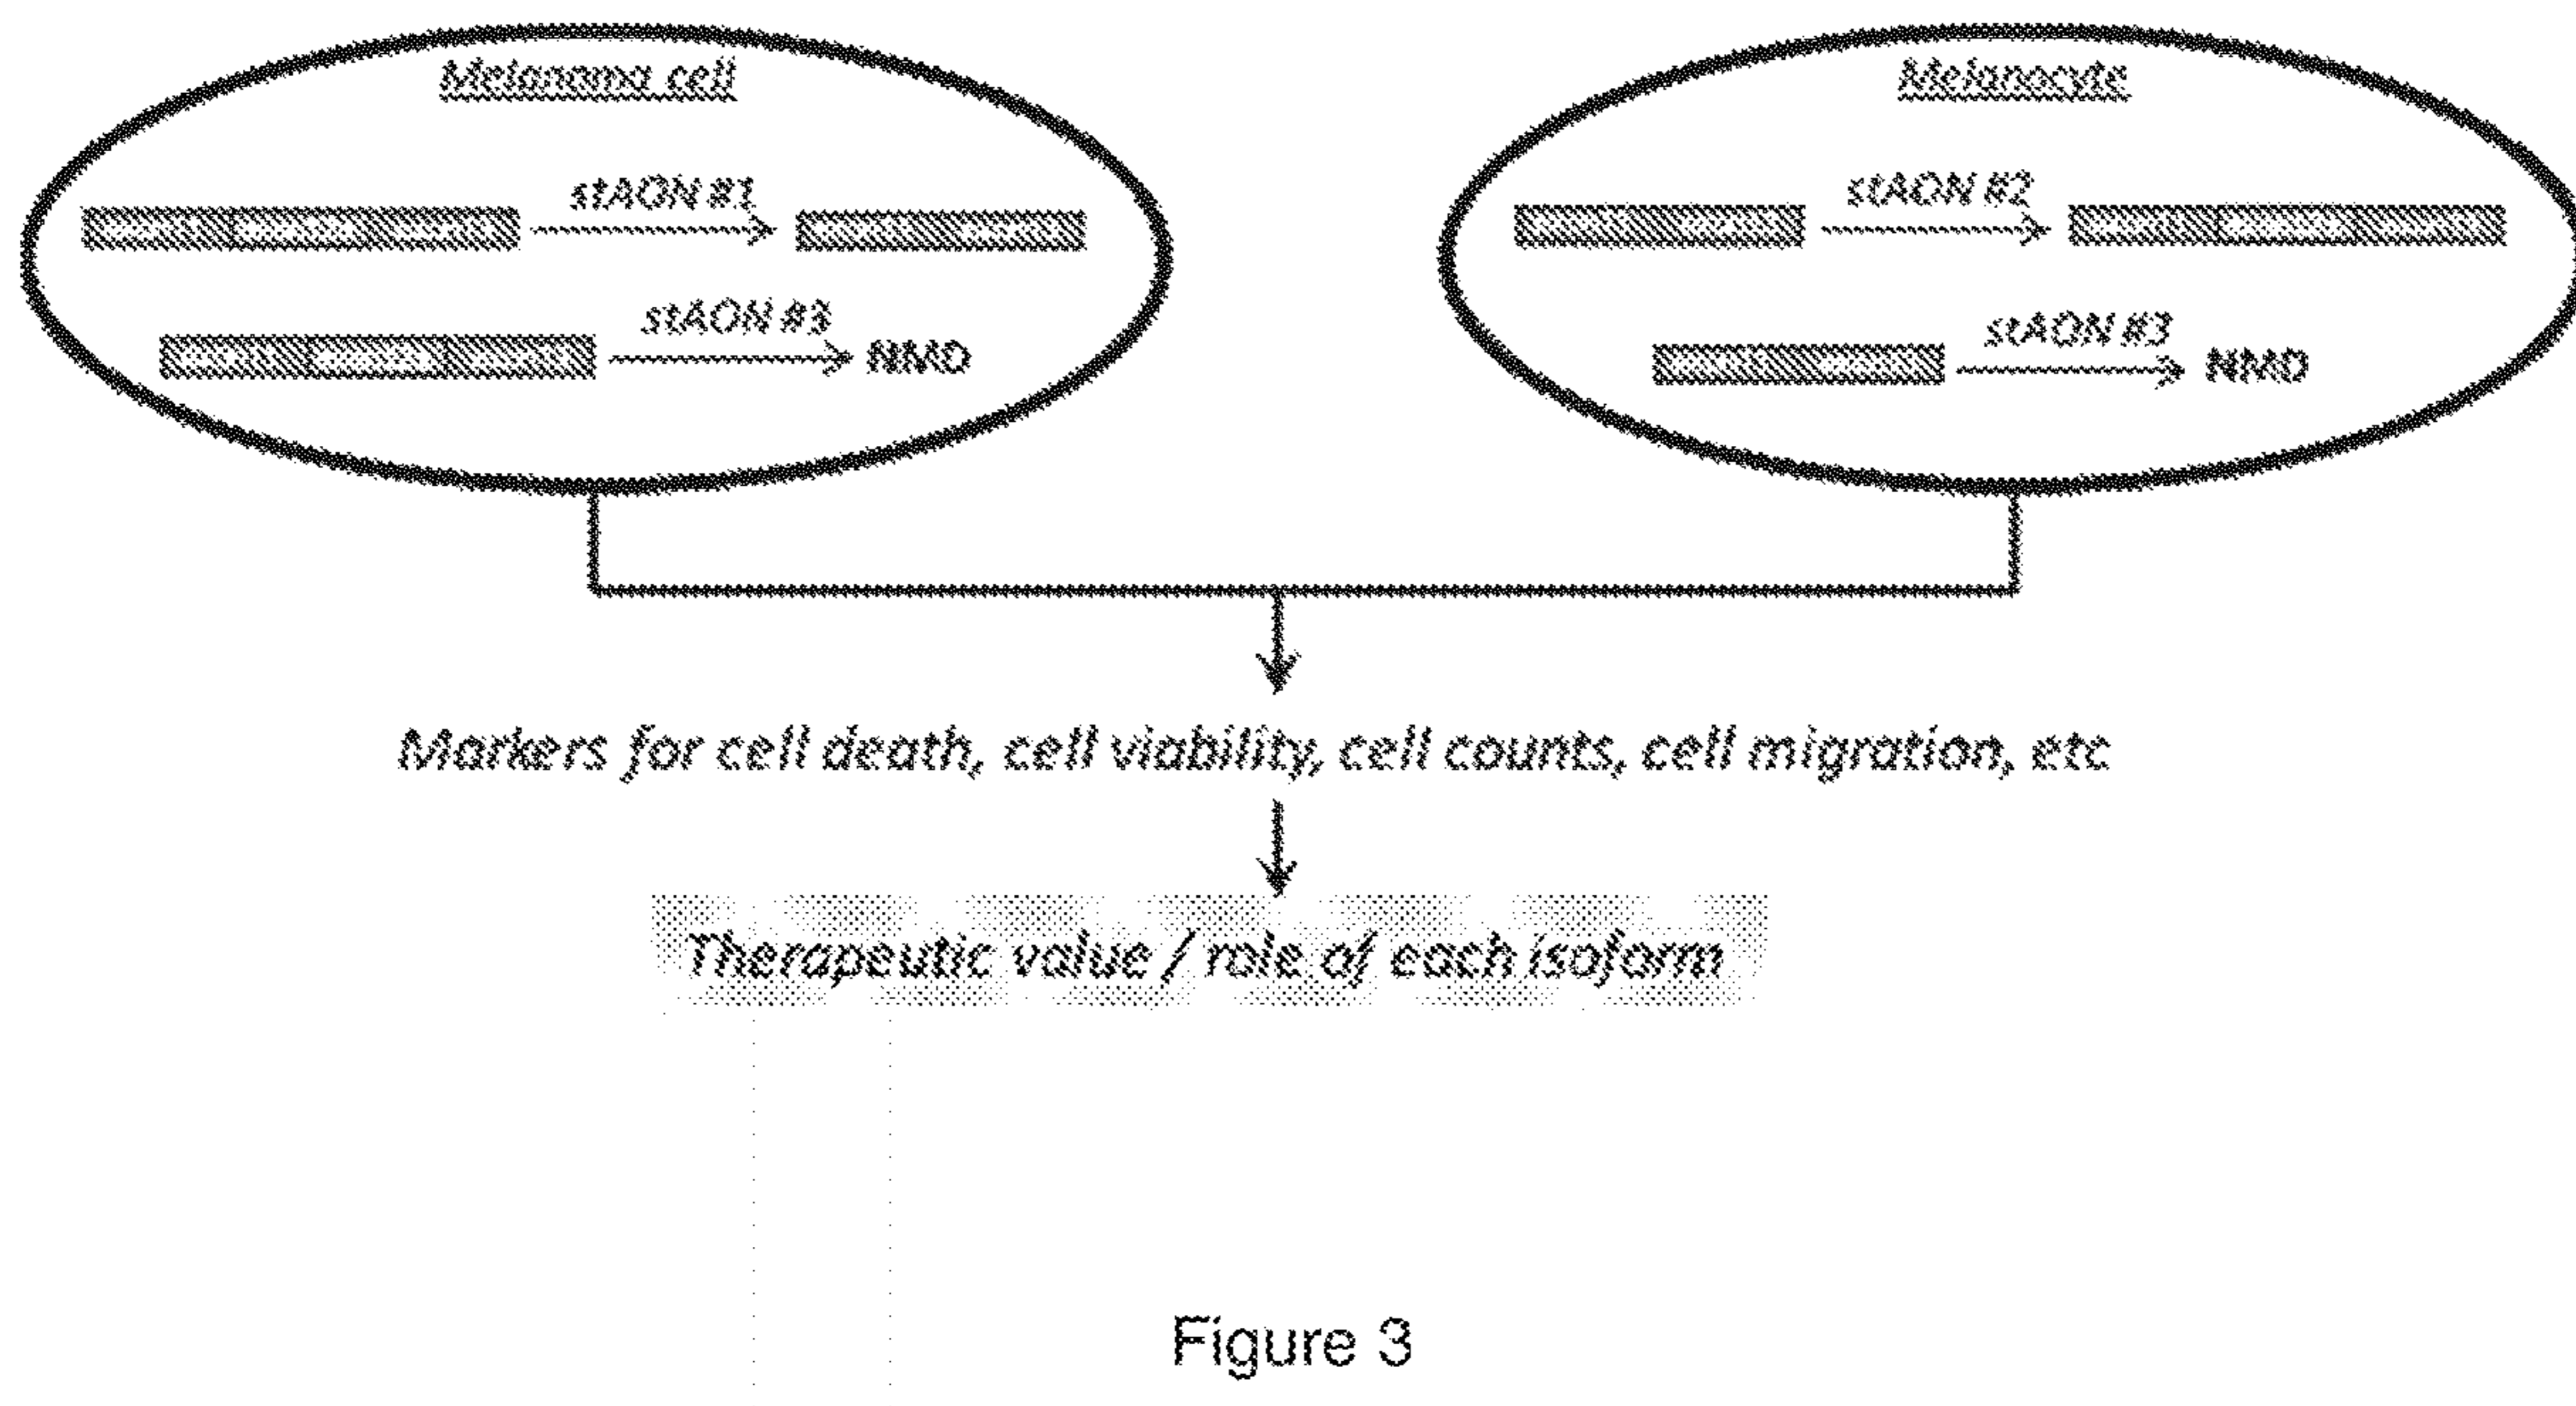 Melanoma cell
stAON #1
stAON #3
NMD
Melanocyte
stAON #2
stAON #3
NMD
Markers for cell death, cell viability, cell counts, cell migration, etc
Therapeutic value / role of each isoform
Figure 3